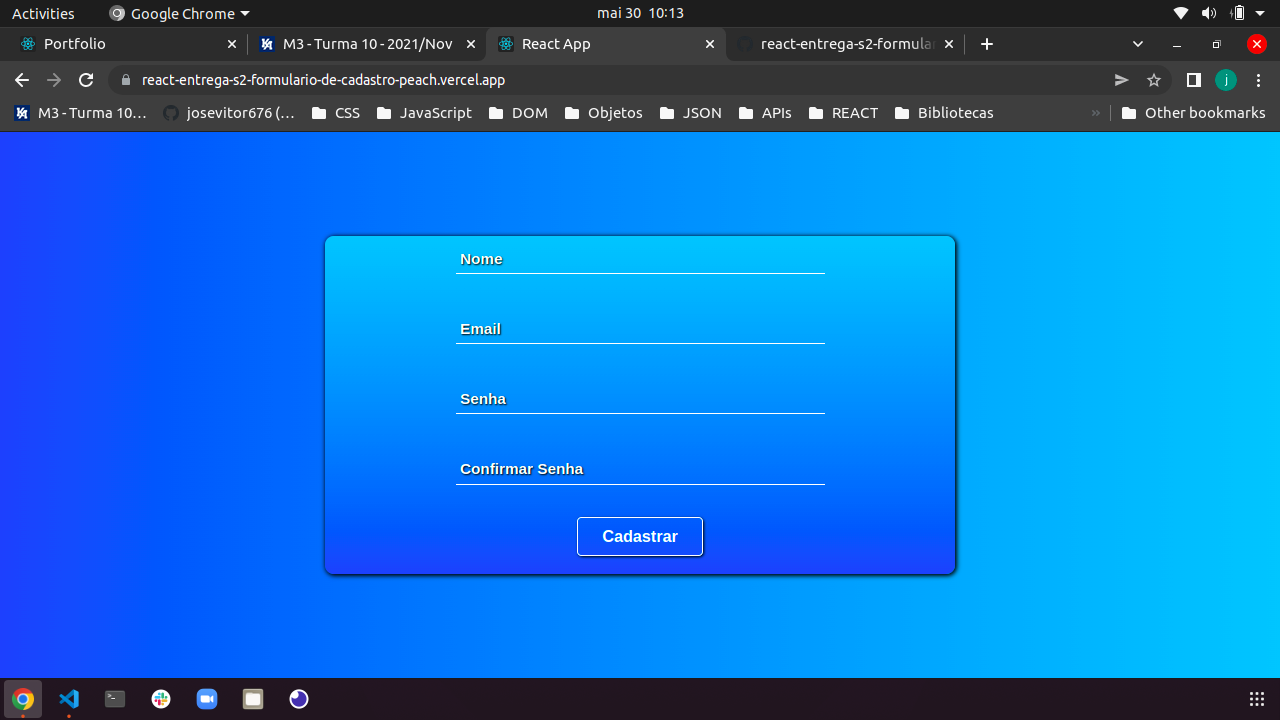 Activities Google Chrome mai 30 10:13
Portfolio M3 - Turma 10 - 2021/Nov React App react-entrega-s2-formular
react-entrega-s2-formulario-de-cadastro-peach.vercel.app j
M3 - Turma 10... josevitor676 (... CSS JavaScript DOM Objetos JSON APIs REACT Bibliotecas » Other bookmarks
Nome
Email
Senha
Confirmar Senha
Cadastrar